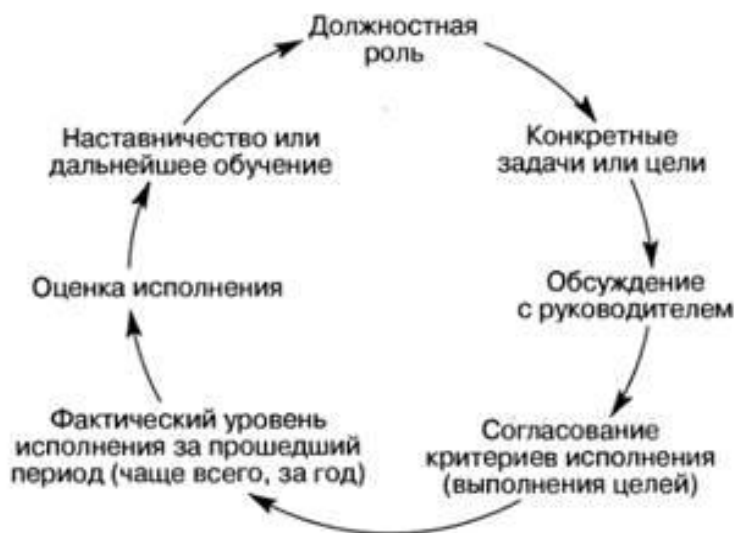 Должностная
роль
Конкретные
задачи или цели
Обсуждение
с руководителем
Согласование
критериев исполнения
(выполнения целей)
Фактический уровень
исполнения за прошедший
период (чаще всего, за год)
Оценка исполнения
Наставничество или
дальнейшее обучение